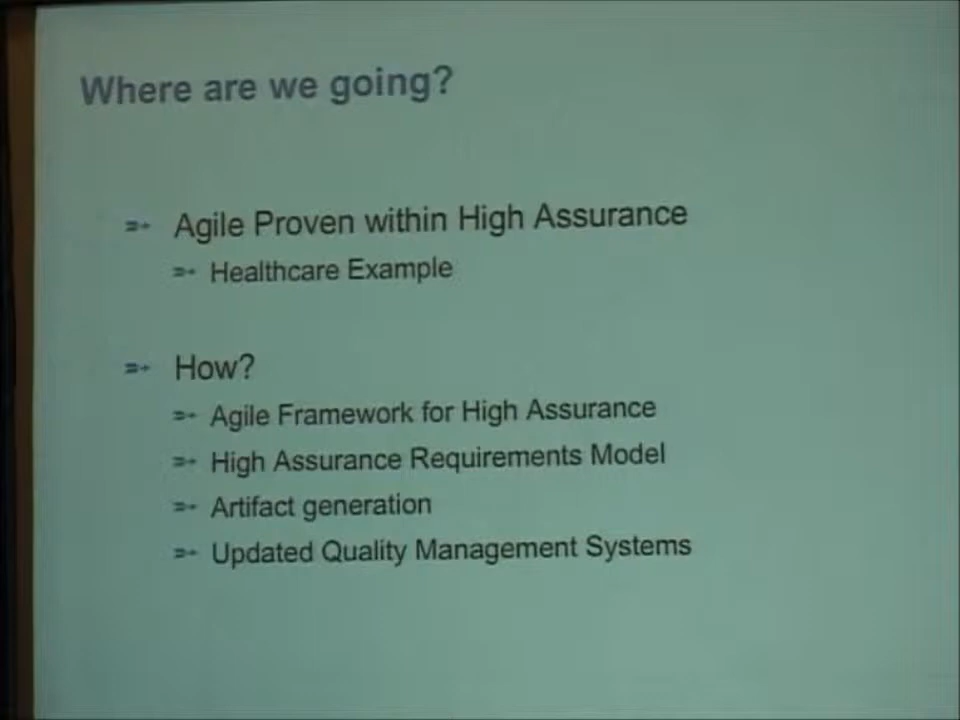 Where are we going?
Agile Proven within High Assurance
Healthcare Example
How?
Agile Framework for High Assurance
High Assurance Requirements Model
Artifact generation
Updated Quality Management Systems